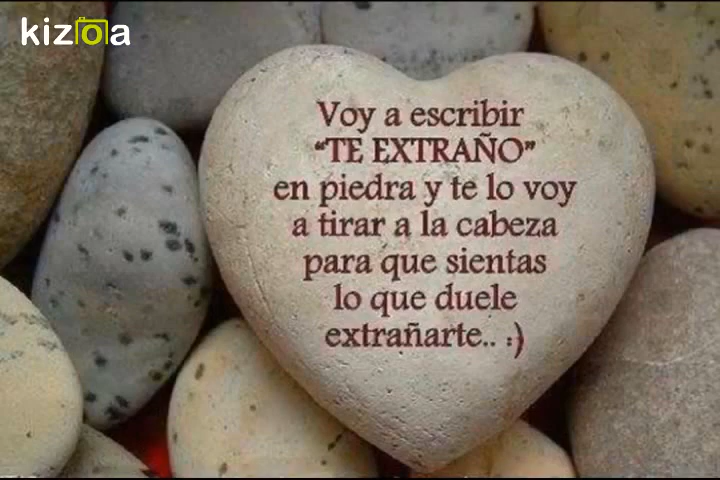 kizoa
Voy a escribir
“TE EXTRAÑO”
en piedra y te lo voy
a tirar a la cabeza
para que sientas
lo que duele
extrañarte.. :)